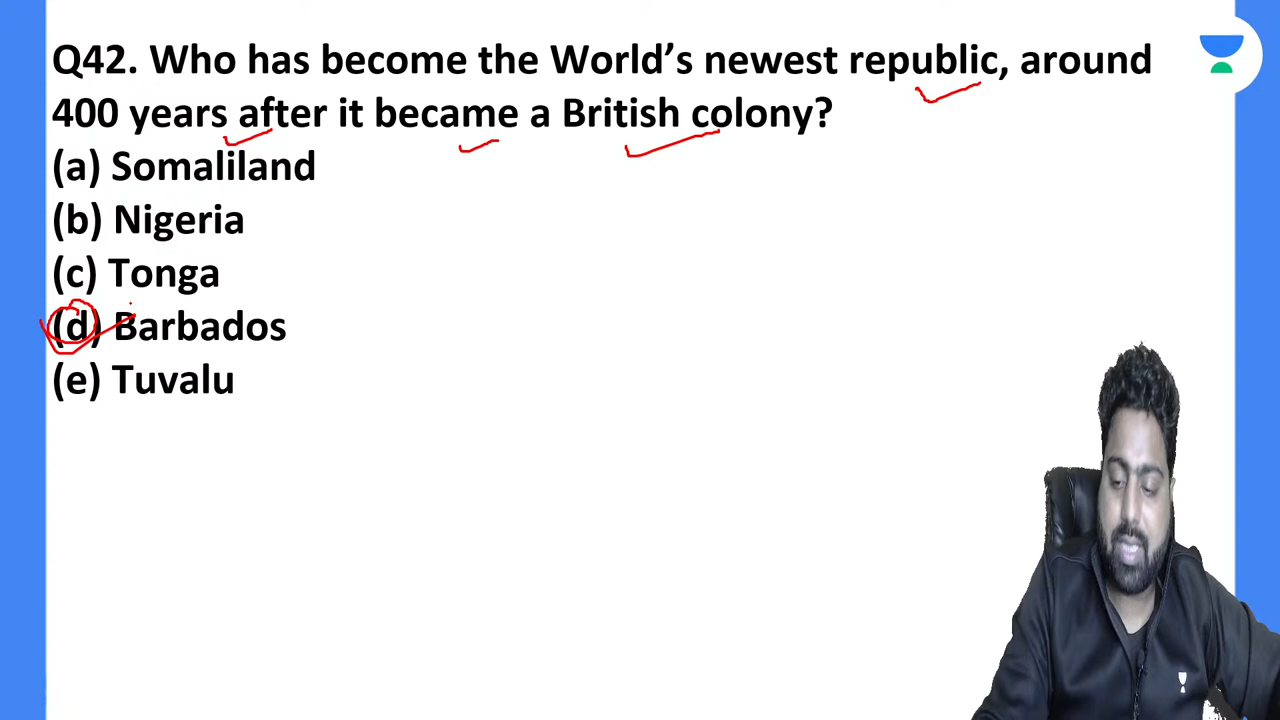 Q42. Who has become the World’s newest republic, around
400 years after it became a British colony?
(a) Somaliland
(b) Nigeria
(c) Tonga
(d) Barbados
(e) Tuvalu